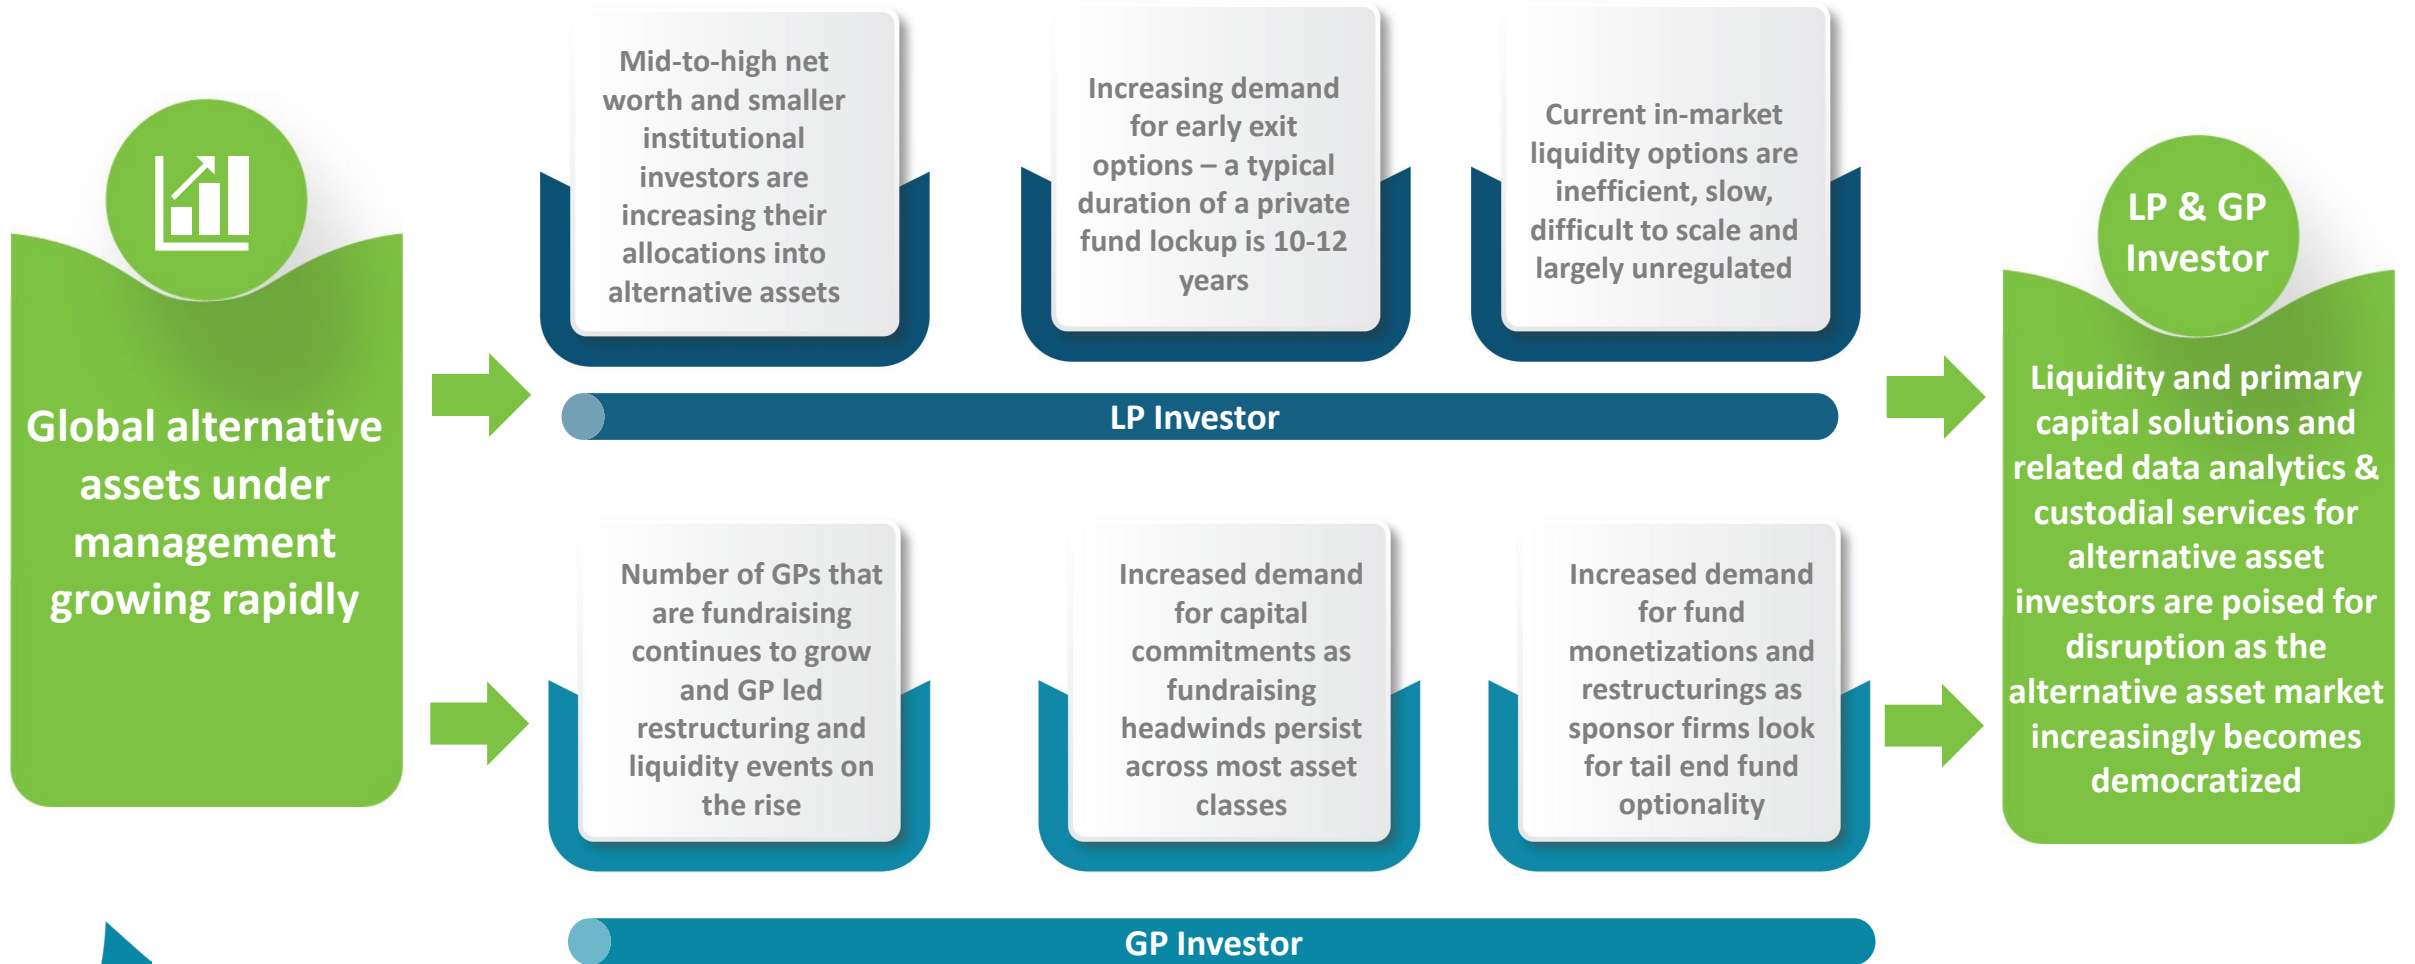 Global alternative
assets under
management
growing rapidly
Mid-to-high net
worth and smaller
institutional
investors are
increasing their
allocations into
alternative assets
Increasing demand
for early exit
options – a typical
duration of a private
fund lockup is 10-12
years
Current in-market
liquidity options are
inefficient, slow,
difficult to scale and
largely unregulated
LP Investor
Number of GPs that
are fundraising
continues to grow
and GP led
restructuring and
liquidity events on
the rise
Increased demand
for capital
commitments as
fundraising
headwinds persist
across most asset
classes
Increased demand
for fund
monetizations and
restructurings as
sponsor firms look
for tail end fund
optionality
GP Investor
LP & GP
Investor
Liquidity and primary
capital solutions and
related data analytics &
custodial services for
alternative asset
investors are poised for
disruption as the
alternative asset market
increasingly becomes
democratized